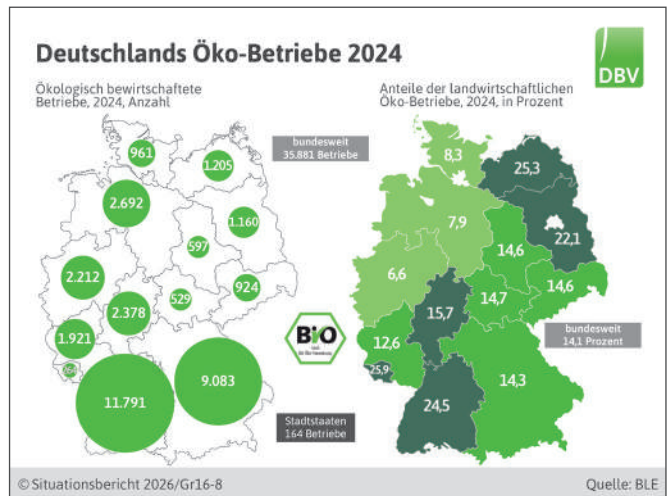 Deutschlands Öko-Betriebe 2024
DBV
Ökologisch bewirtschaftete
Betriebe, 2024, Anzahl
bundesweit
35.881 Betriebe
961
1.205
2.692
1.160
597
2.212
924
529
2.378
1.921
11.791
9.083
Stadtstaaten
164 Betriebe
BiO
nach
EG-Öko-Verordnung
Anteile der landwirtschaftlichen
Öko-Betriebe, 2024, in Prozent
8,3
25,3
7,9
22,1
14,6
6,6
14,6
14,7
15,7
12,6
25,9
14,3
24,5
bundesweit
14,1 Prozent
© Situationsbericht 2026/Gr16-8
Quelle: BLE